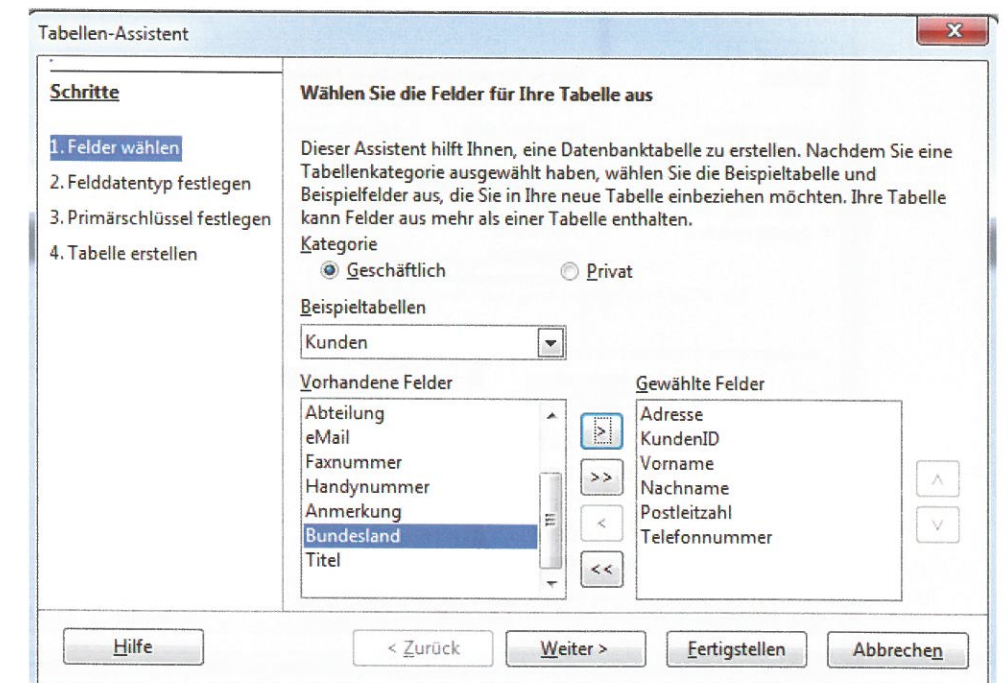 Tabellen-Assistent
X
Schritte
1. Felder wählen
2. Felddatentyp festlegen
3. Primärschlüssel festlegen
4. Tabelle erstellen
Wählen Sie die Felder für Ihre Tabelle aus
Dieser Assistent hilft Ihnen, eine Datenbanktabelle zu erstellen. Nachdem Sie eine
Tabellenkategorie ausgewählt haben, wählen Sie die Beispieltabelle und
Beispielfelder aus, die Sie in Ihre neue Tabelle einbeziehen möchten. Ihre Tabelle
kann Felder aus mehr als einer Tabelle enthalten.
Kategorie
Geschäftlich
Privat
Beispieltabellen
Kunden
Vorhandene Felder
Abteilung
eMail
Faxnummer
Handynummer
Anmerkung
Bundesland
Titel
>
>>
<
<<
Gewählte Felder
Adresse
KundenID
Vorname
Nachname
Postleitzahl
Telefonnummer
Hilfe
< Zurück
Weiter >
Fertigstellen
Abbrechen